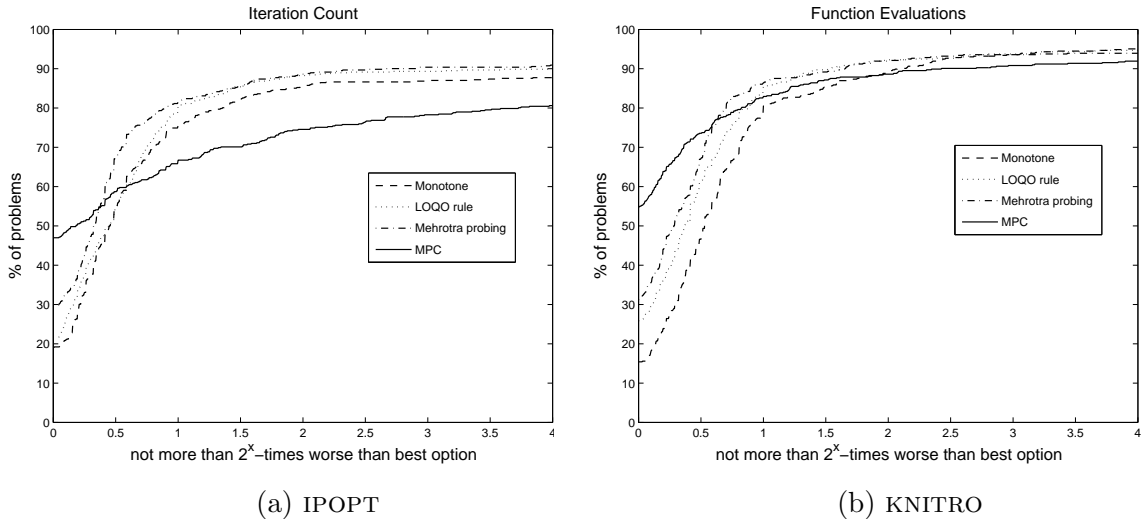 Iteration Count
100
90
80
70
60
50
40
30
20
10
0
% of problems
Monotone
LOQO rule
Mehrotra probing
MPC
0 0.5 1 1.5 2 2.5 3 3.5 4
not more than 2^x-times worse than best option
(a) IPOPT
Function Evaluations
100
90
80
70
60
50
40
30
20
10
0
% of problems
Monotone
LOQO rule
Mehrotra probing
MPC
0 0.5 1 1.5 2 2.5 3 3.5 4
not more than 2^x-times worse than best option
(b) KNITRO